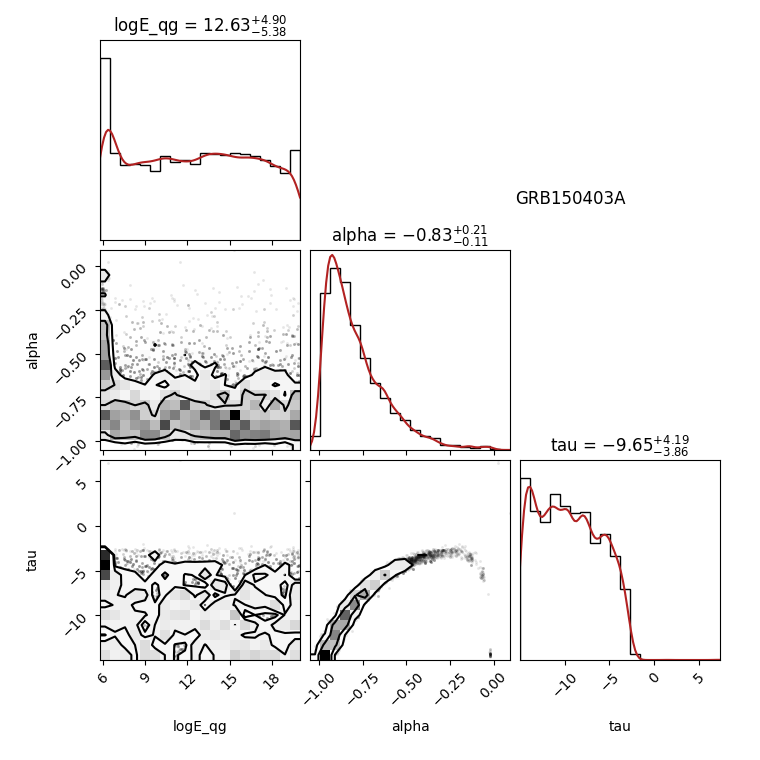 logE_qg = 12.63+4.90−5.38
GRB150403A
alpha = −0.83+0.21−0.11
0.00
−0.25
−0.50
−0.75
−1.00
alpha
tau = −9.65+4.19−3.86
5
0
−5
−10
tau
6 9 12 15 18
−1.00 −0.75 −0.50 −0.25 0.00
−10 −5 0 5
logE_qg alpha tau